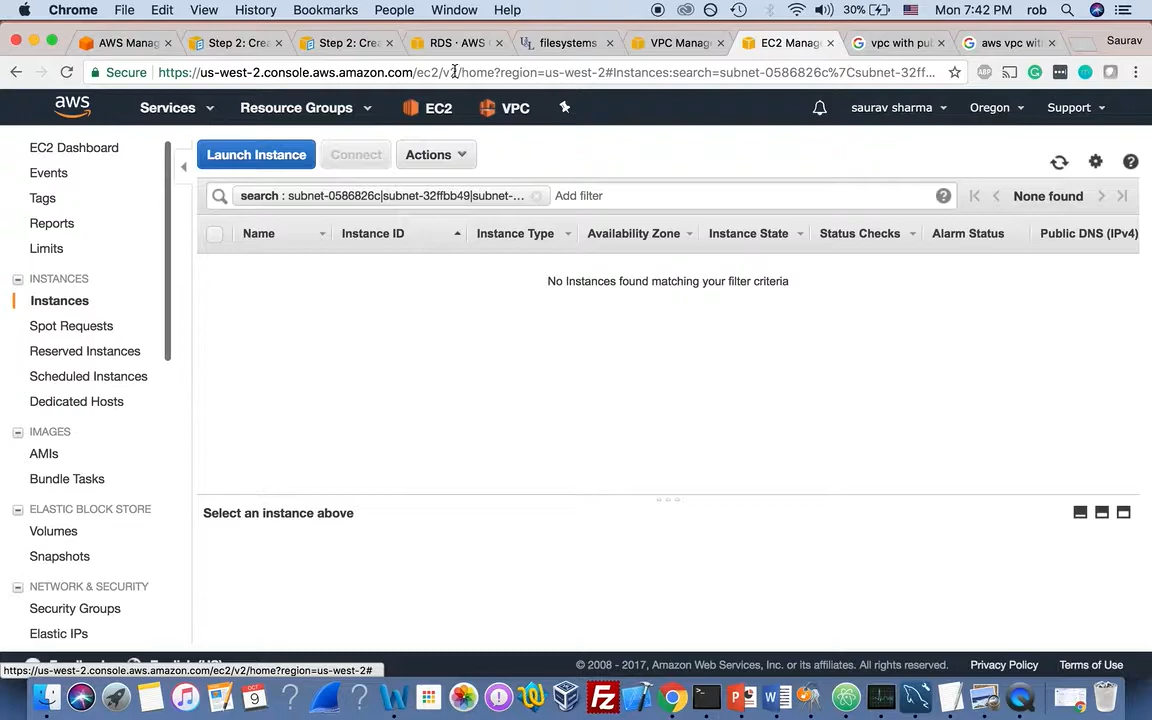 Chrome File Edit View History Bookmarks People Window Help 30% Mon 7:42 PM rob
AWS Manag Step 2: Crea Step 2: Crea RDS · AWS filesystems VPC Manag EC2 Manag vpc with pu aws vpc wit Saurav
Secure https://us-west-2.console.aws.amazon.com/ec2/v2/home?region=us-west-2#Instances:search=subnet-0586826c%7Csubnet-32ff... ABP
aws Services Resource Groups EC2 VPC saurav sharma Oregon Support
EC2 Dashboard
Events
Tags
Reports
Limits
INSTANCES
Instances
Spot Requests
Reserved Instances
Scheduled Instances
Dedicated Hosts
IMAGES
AMIs
Bundle Tasks
ELASTIC BLOCK STORE
Volumes
Snapshots
NETWORK & SECURITY
Security Groups
Elastic IPs
Launch Instance Connect Actions
search : subnet-0586826c|subnet-32ffbb49|subnet-... Add filter None found
Name Instance ID Instance Type Availability Zone Instance State Status Checks Alarm Status Public DNS (IPv4)
No Instances found matching your filter criteria
Select an instance above
https://us-west-2.console.aws.amazon.com/ec2/v2/home?region=us-west-2#
© 2008 - 2017, Amazon Web Services, Inc. or its affiliates. All rights reserved. Privacy Policy Terms of Use
OCT
9
Fz